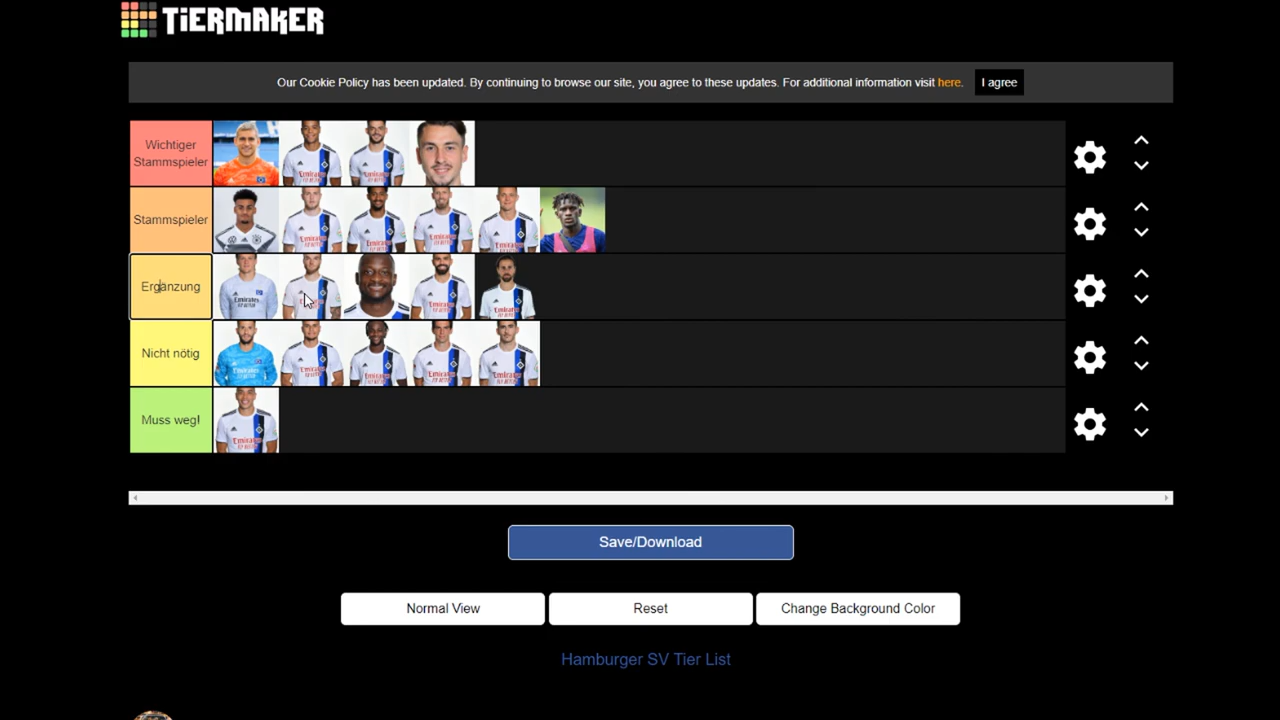 TiERMAKER
Our Cookie Policy has been updated. By continuing to browse our site, you agree to these updates. For additional information visit here.
I agree
Wichtiger
Stammspieler
Stammspieler
Ergänzung
Nicht nötig
Muss weg!
Save/Download
Normal View
Reset
Change Background Color
Hamburger SV Tier List